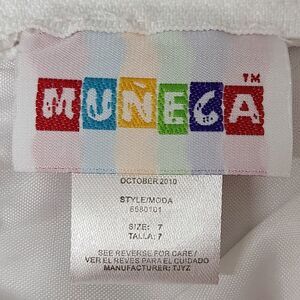 MUÑECA™
OCTOBER 2010
STYLE/MODA
6580101
SIZE: 7
TALLA: 7
SEE REVERSE FOR CARE/
VER EL REVES PARA EL CUIDADO
MANUFACTURER: TJYZ